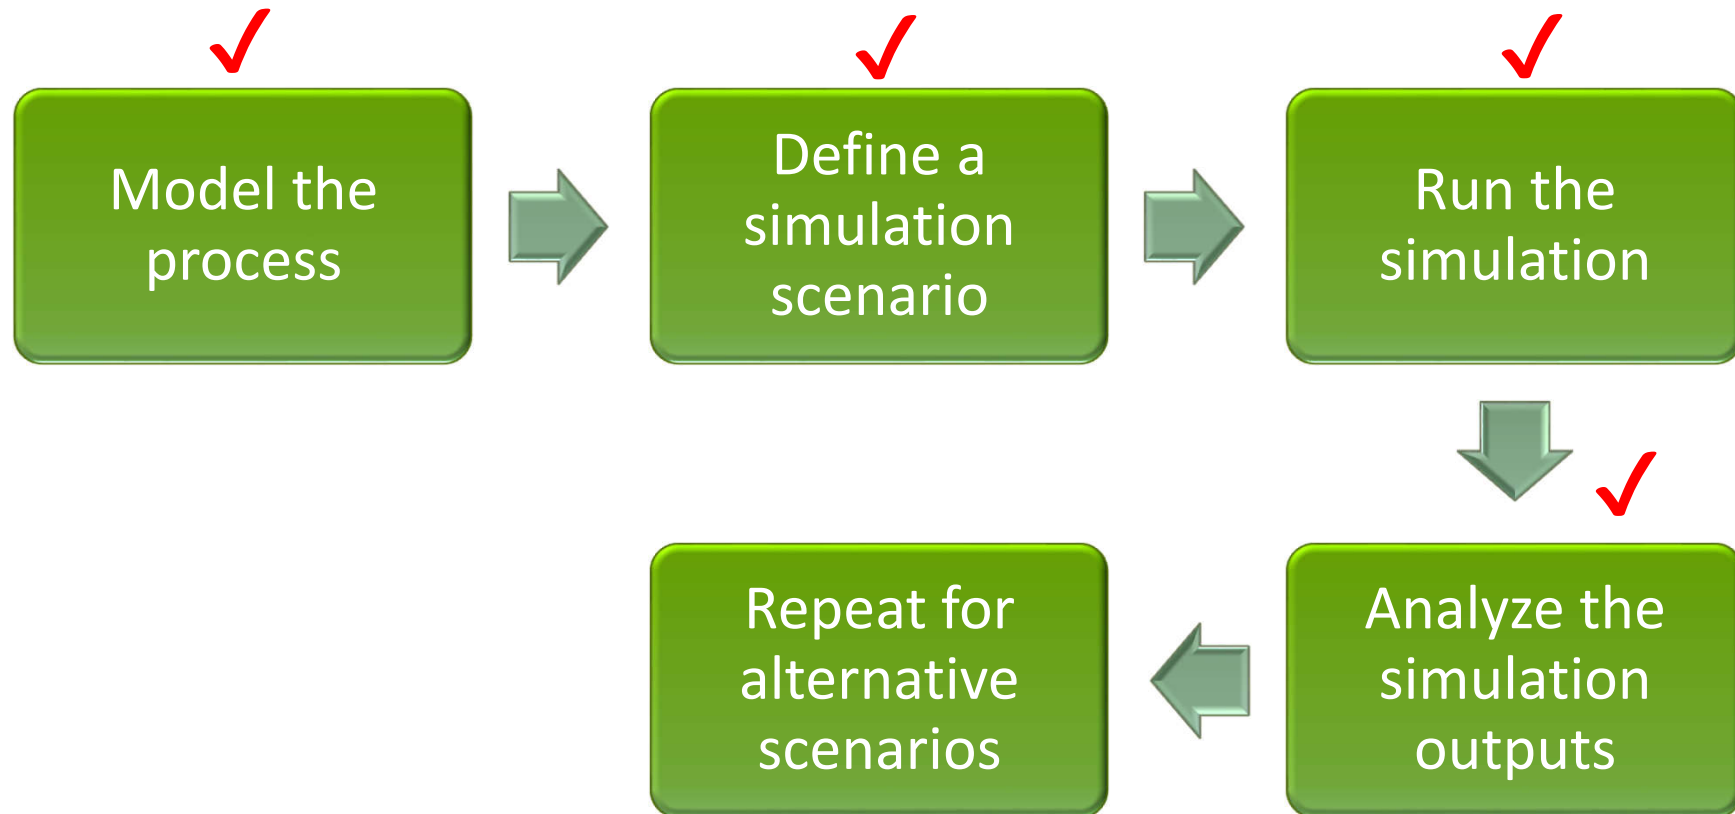 Model the
process
Define a
simulation
scenario
Run the
simulation
Analyze the
simulation
outputs
Repeat for
alternative
scenarios